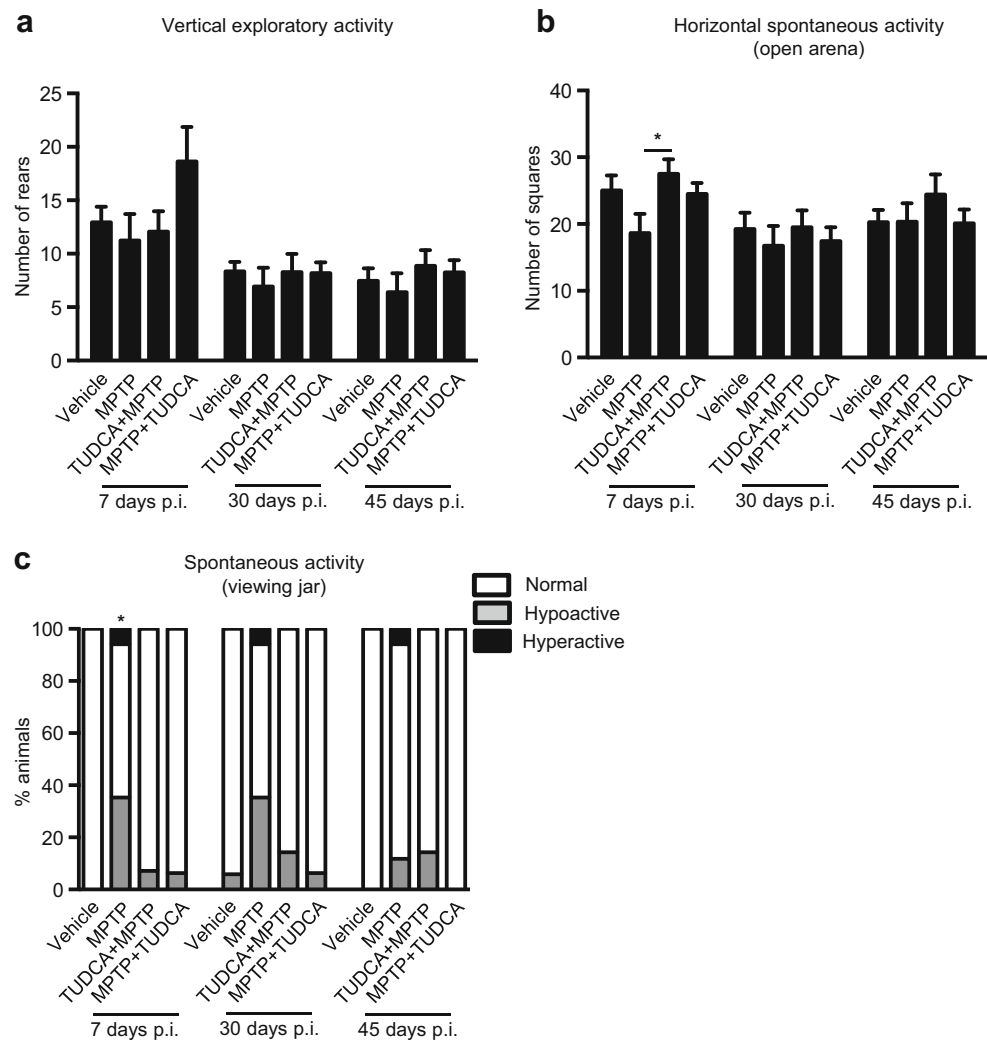 a
Vertical exploratory activity
Number of rears
25
20
15
10
5
0
Vehicle
MPTP
TUDCA+MPTP
MPTP+TUDCA
7 days p.i.
Vehicle
MPTP
TUDCA+MPTP
MPTP+TUDCA
30 days p.i.
Vehicle
MPTP
TUDCA+MPTP
MPTP+TUDCA
45 days p.i.
b
Horizontal spontaneous activity
(open arena)
Number of squares
40
30
20
10
0
*
Vehicle
MPTP
TUDCA+MPTP
MPTP+TUDCA
7 days p.i.
Vehicle
MPTP
TUDCA+MPTP
MPTP+TUDCA
30 days p.i.
Vehicle
MPTP
TUDCA+MPTP
MPTP+TUDCA
45 days p.i.
c
Spontaneous activity
(viewing jar)
Normal
Hypoactive
Hyperactive
% animals
100
80
60
40
20
0
*
Vehicle
MPTP
TUDCA+MPTP
MPTP+TUDCA
7 days p.i.
Vehicle
MPTP
TUDCA+MPTP
MPTP+TUDCA
30 days p.i.
Vehicle
MPTP
TUDCA+MPTP
MPTP+TUDCA
45 days p.i.